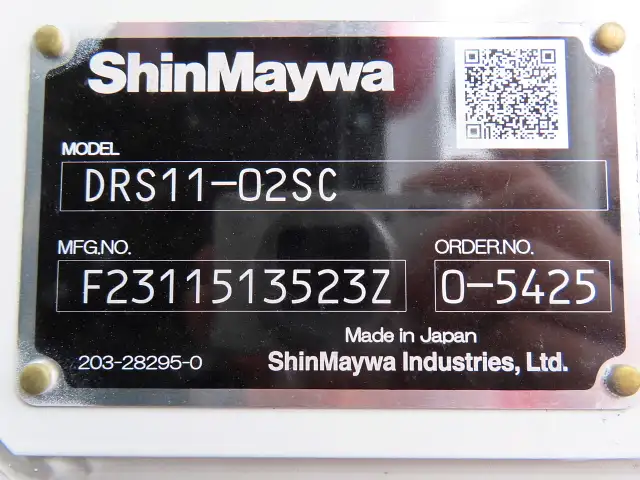 ShinMaywa
MODEL
DRS11-02SC
MFG.NO. ORDER.NO.
F2311513523Z 0-5425
Made in Japan
203-28295-0 ShinMaywa Industries, Ltd.